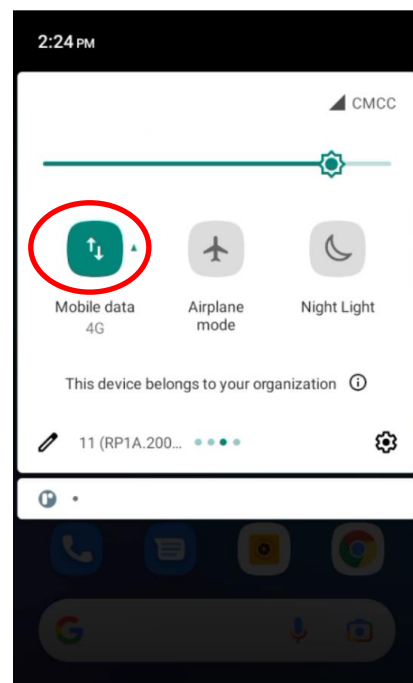 2:24 PM
CMCC
Mobile data
4G
Airplane
mode
Night Light
This device belongs to your organization
11 (RP1A.200...